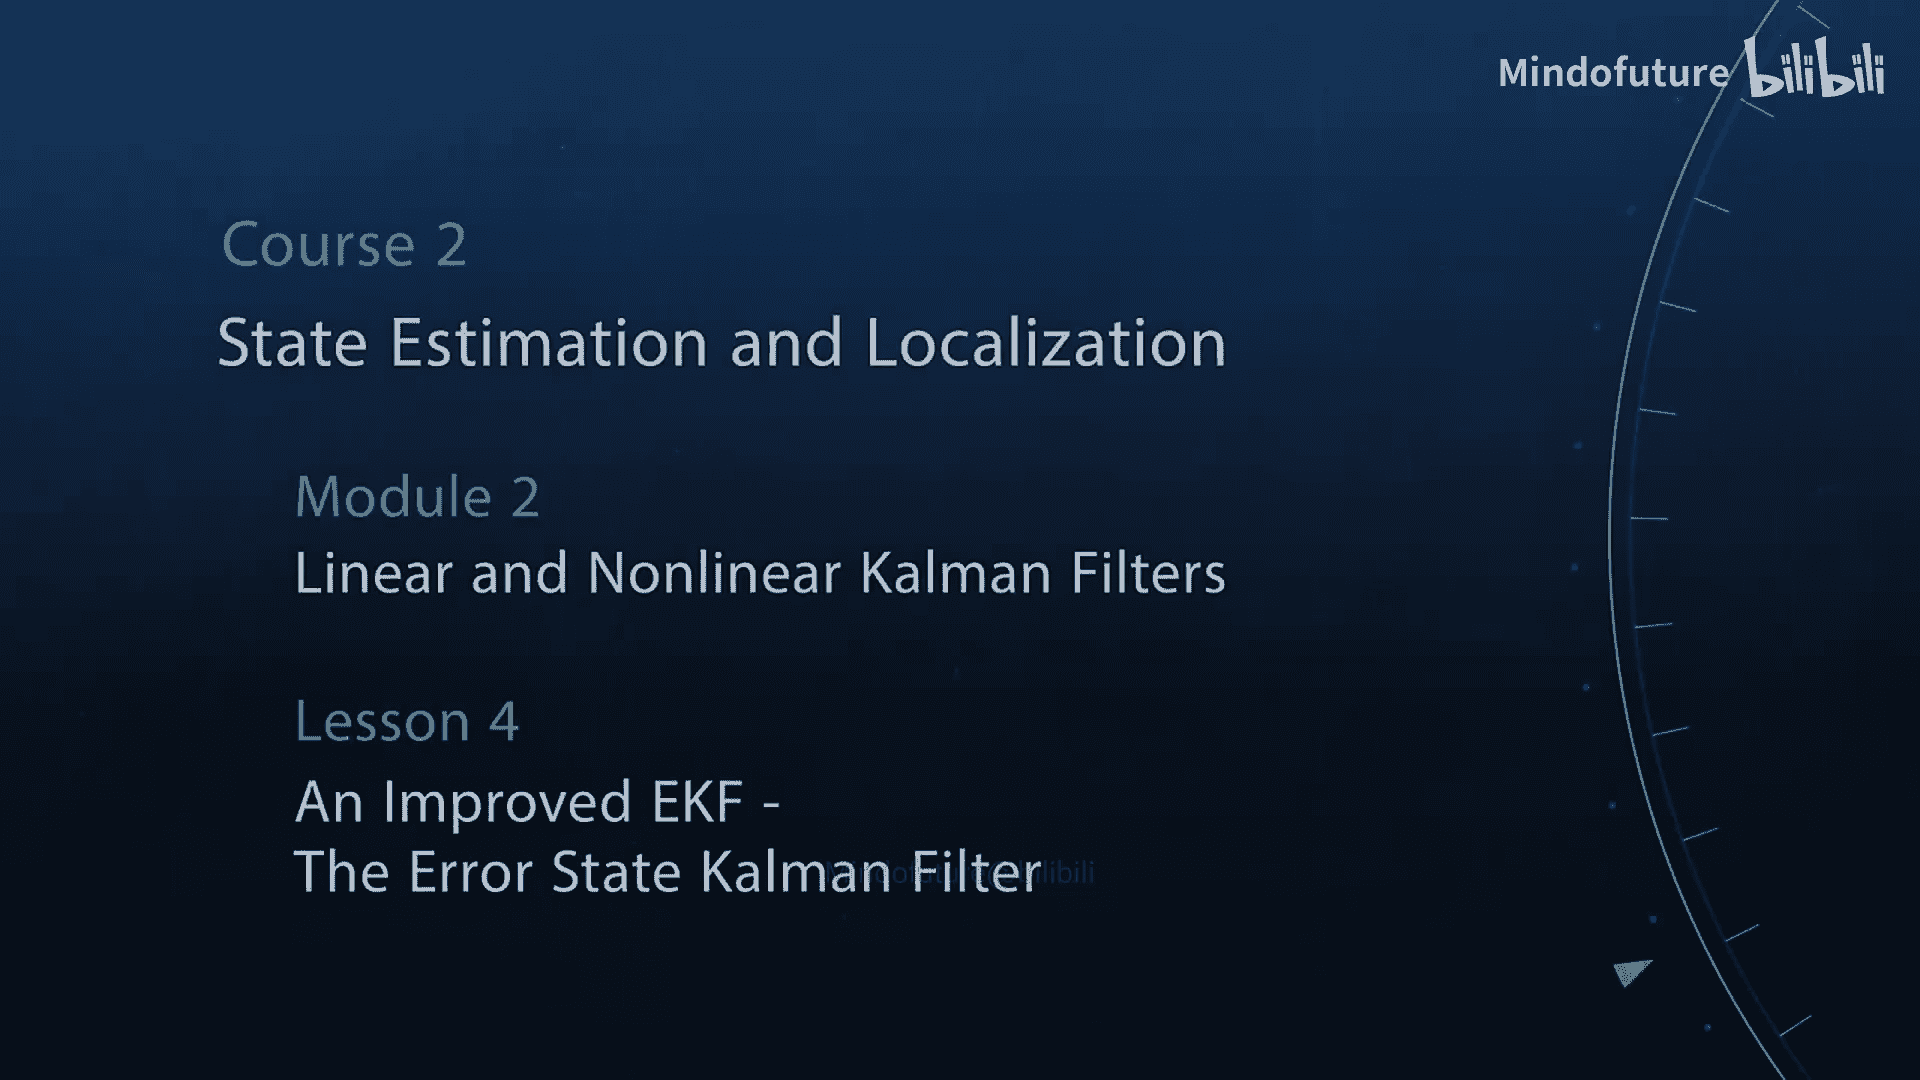 Mindofuture bilibili
Course 2
State Estimation and Localization
Module 2
Linear and Nonlinear Kalman Filters
Lesson 4
An Improved EKF -
The Error State Kalman Filter